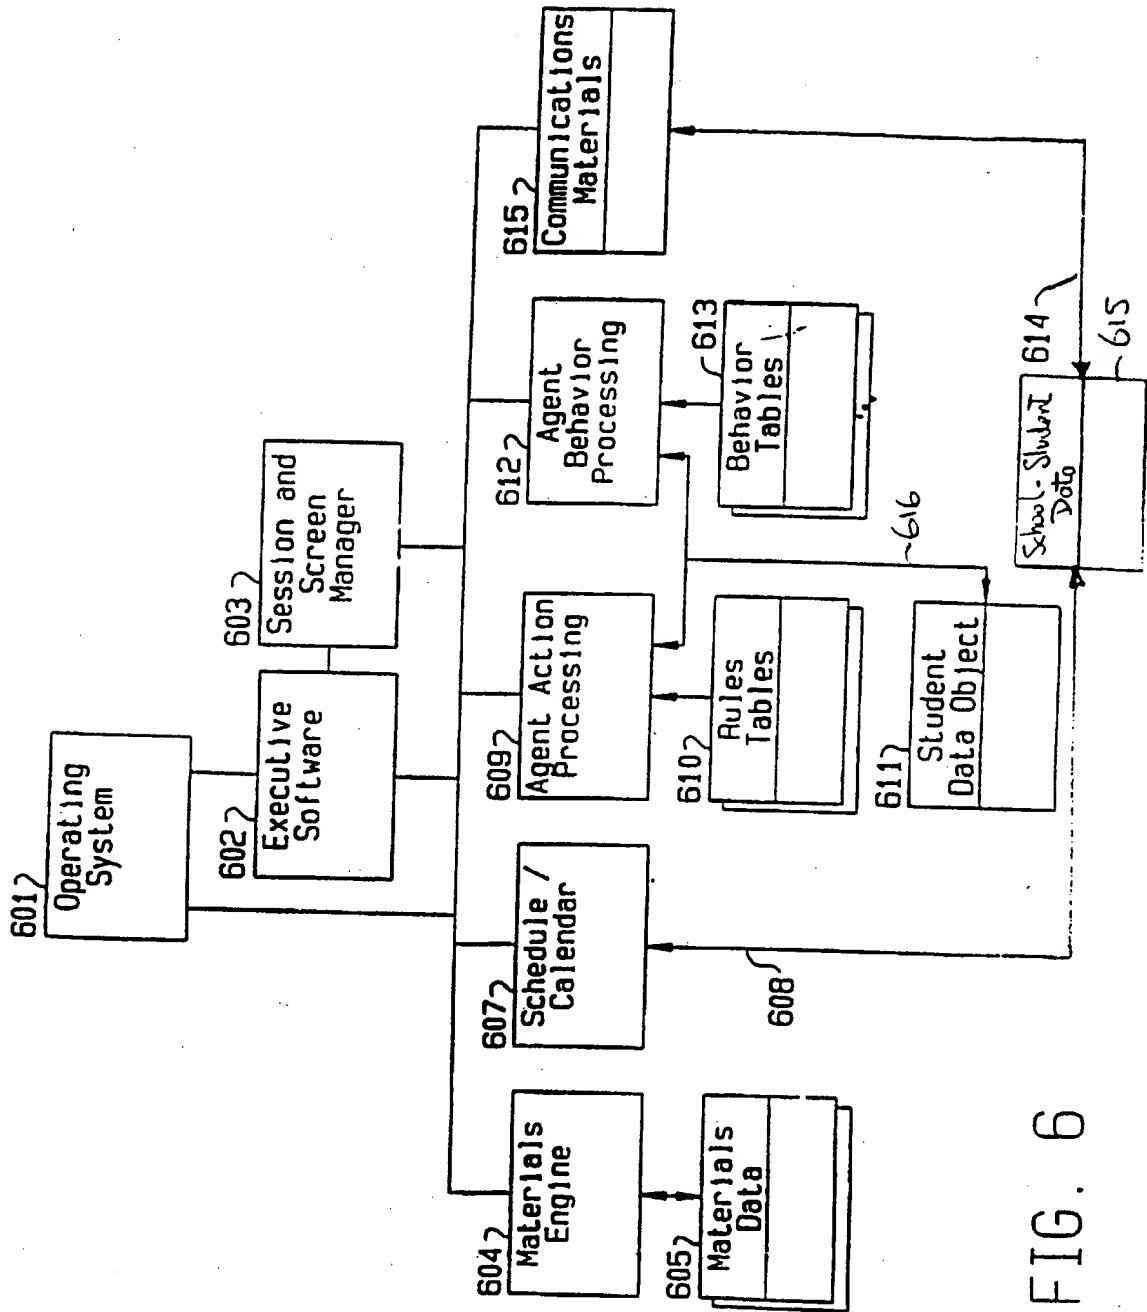 601
Operating
System
602
Executive
Software
603
Session and
Screen
Manager
604
Materials
Engine
607
Schedule /
Calendar
609
Agent Action
Processing
612
Agent
Behavior
Processing
615
Communications
Materials
605
Materials
Data
608
610
Rules
Tables
613
Behavior
Tables
616
611
Student
Data Object
614
School-Student
Data
615
FIG. 6